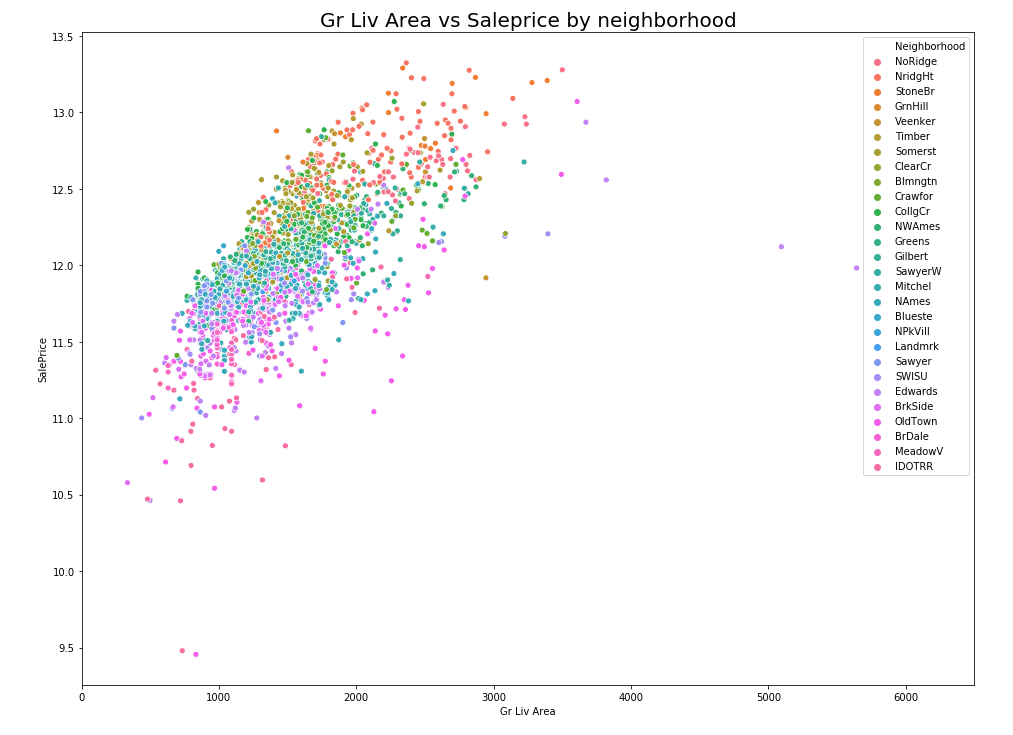 Gr Liv Area vs Saleprice by neighborhood
13.5
13.0
12.5
12.0
11.5
11.0
10.5
10.0
9.5
SalePrice
0 1000 2000 3000 4000 5000 6000
Gr Liv Area
Neighborhood
NoRidge
NridgHt
StoneBr
GrnHill
Veenker
Timber
Somerst
ClearCr
Blmngtn
Crawfor
CollgCr
NWAmes
Greens
Gilbert
SawyerW
Mitchel
NAmes
Blueste
NPkVill
Landmrk
Sawyer
SWISU
Edwards
BrkSide
OldTown
BrDale
MeadowV
IDOTRR